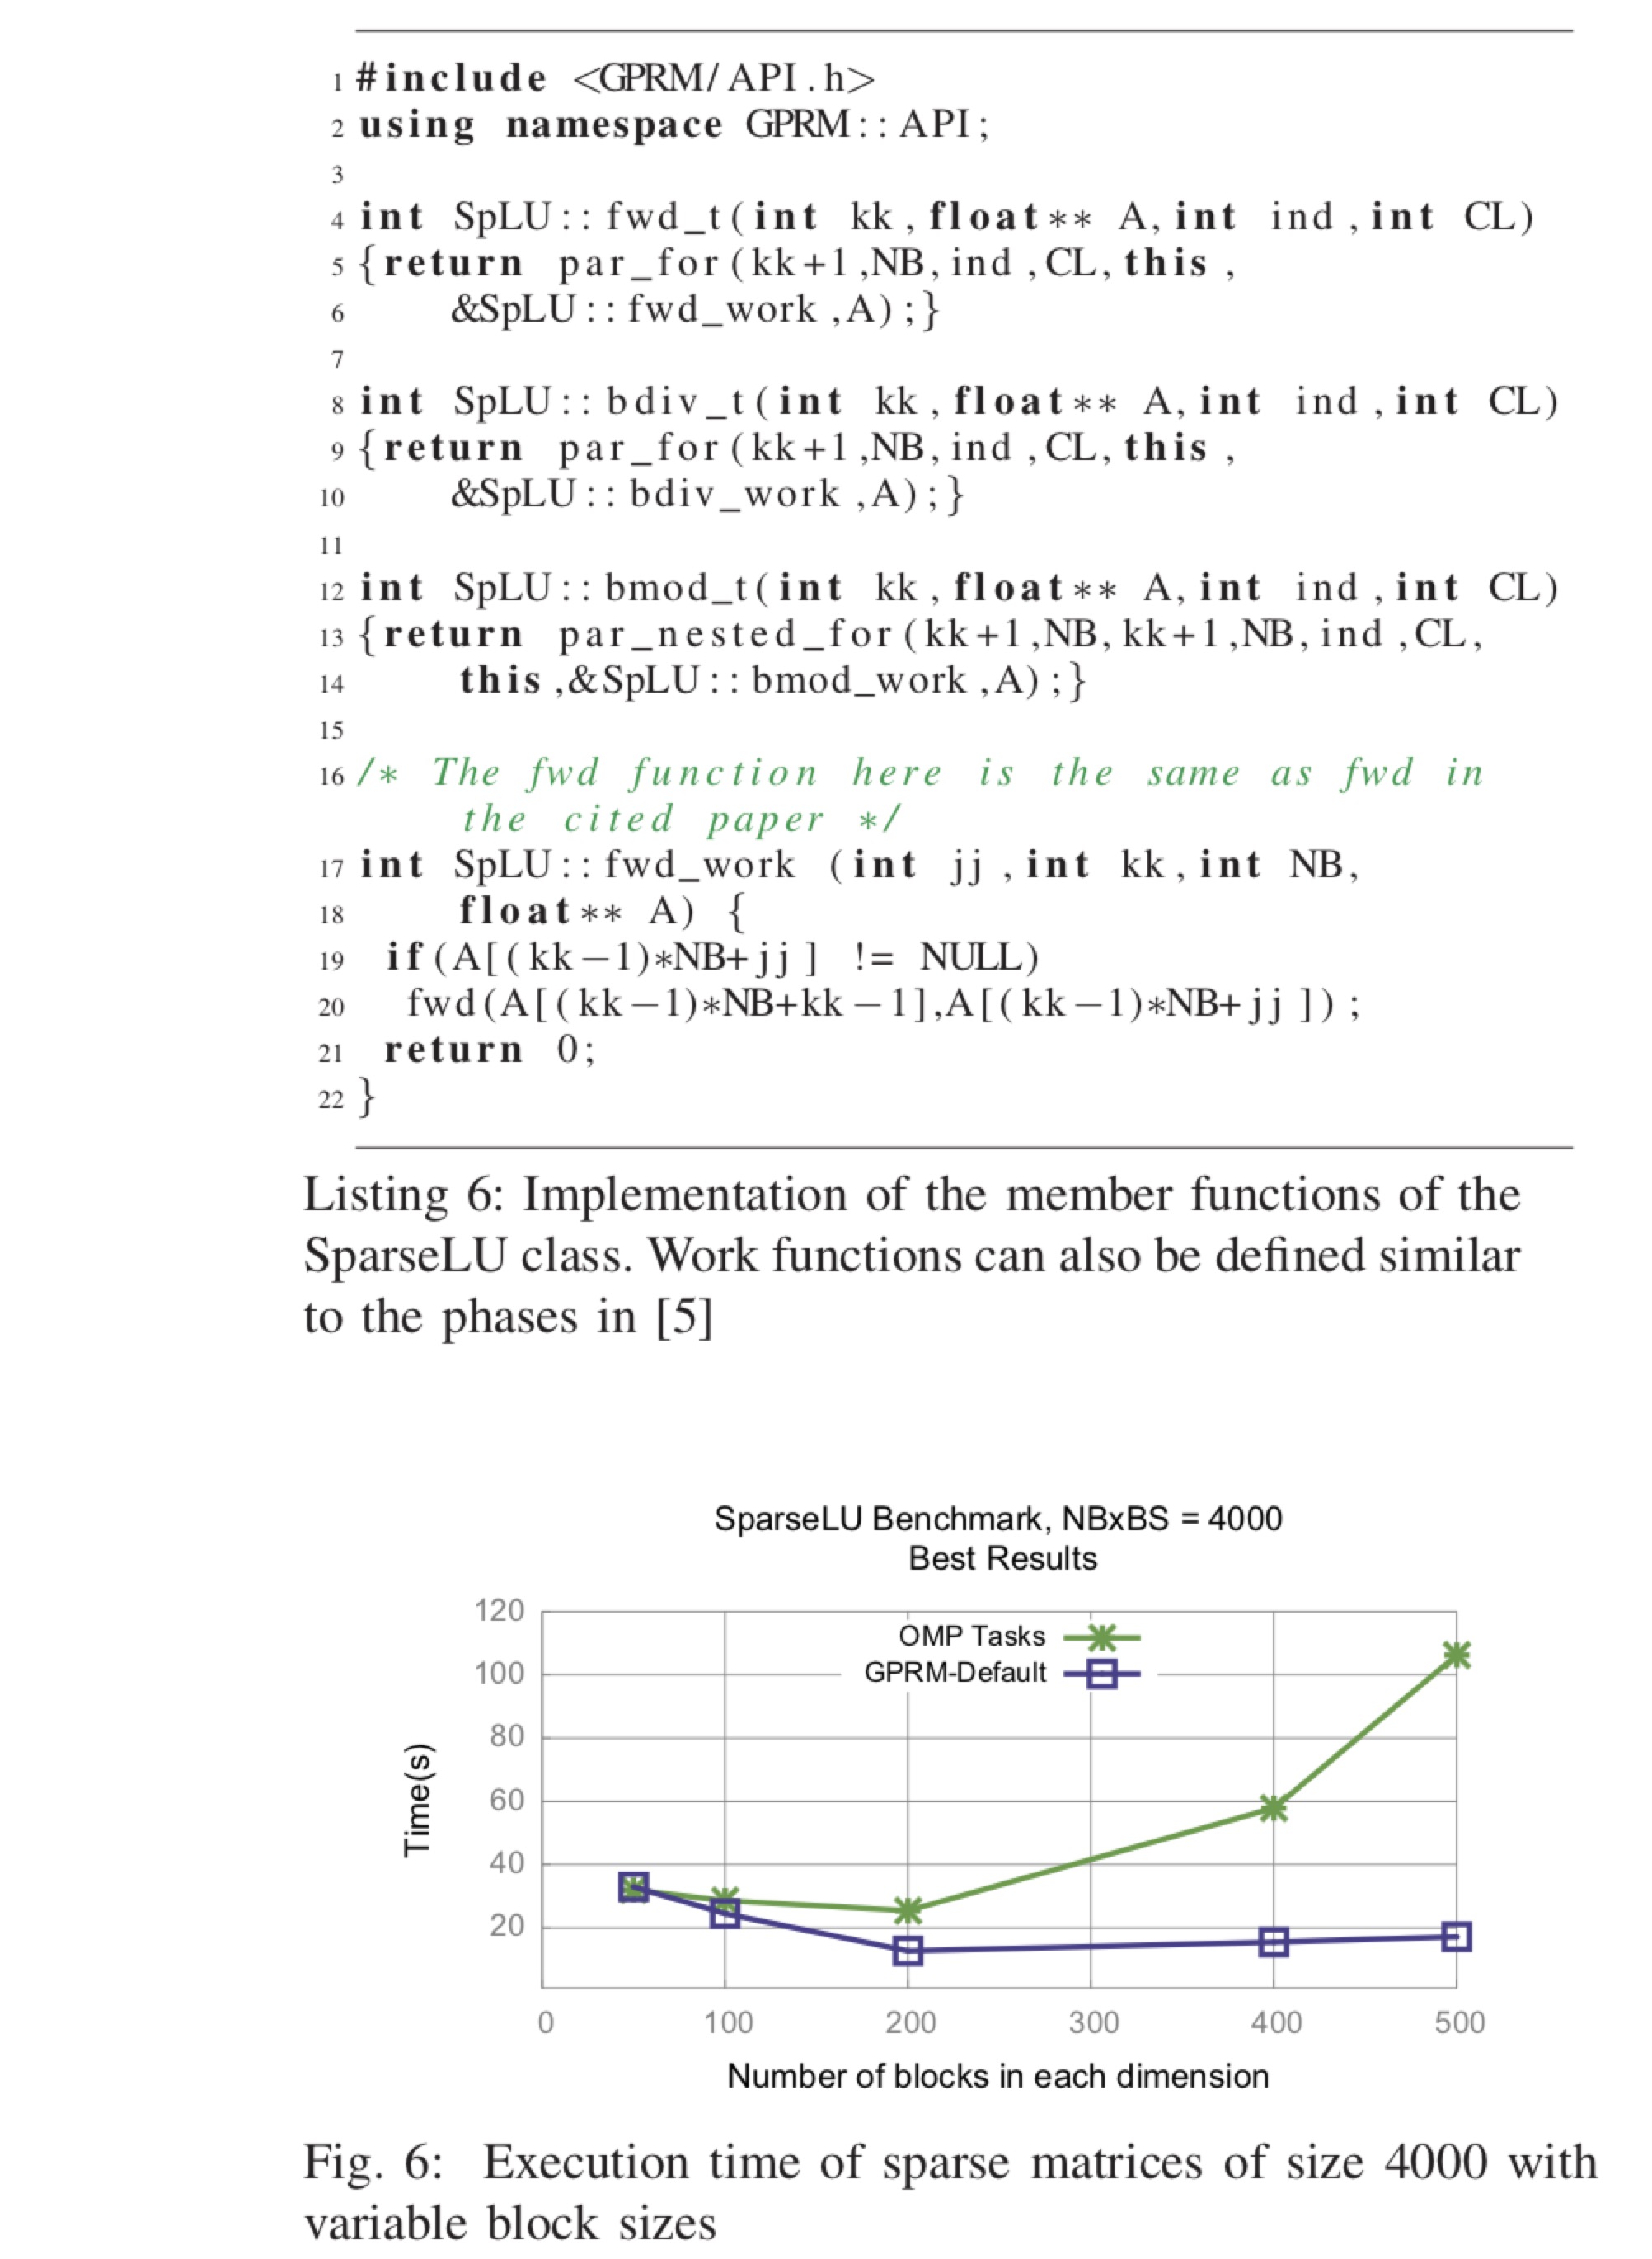 1 #include <GPRM/API.h>
2 using namespace GPRM::API;
3
4 int SpLU::fwd_t(int kk,float** A,int ind,int CL)
5 {return par_for(kk+1,NB,ind,CL,this,
6 &SpLU::fwd_work,A);}
7
8 int SpLU::bdiv_t(int kk,float** A,int ind,int CL)
9 {return par_for(kk+1,NB,ind,CL,this,
10 &SpLU::bdiv_work,A);}
11
12 int SpLU::bmod_t(int kk,float** A,int ind,int CL)
13 {return par_nested_for(kk+1,NB,kk+1,NB,ind,CL,
14 this,&SpLU::bmod_work,A);}
15
16 /* The fwd function here is the same as fwd in
the cited paper */
17 int SpLU::fwd_work (int jj,int kk,int NB,
18 float** A) {
19 if(A[(kk-1)*NB+jj] != NULL)
20 fwd(A[(kk-1)*NB+kk-1],A[(kk-1)*NB+jj]);
21 return 0;
22 }
Listing 6: Implementation of the member functions of the
SparseLU class. Work functions can also be defined similar
to the phases in [5]
SparseLU Benchmark, NBxBS = 4000
Best Results
120
100
80
60
40
20
Time(s)
OMP Tasks
GPRM-Default
0 100 200 300 400 500
Number of blocks in each dimension
Fig. 6: Execution time of sparse matrices of size 4000 with
variable block sizes